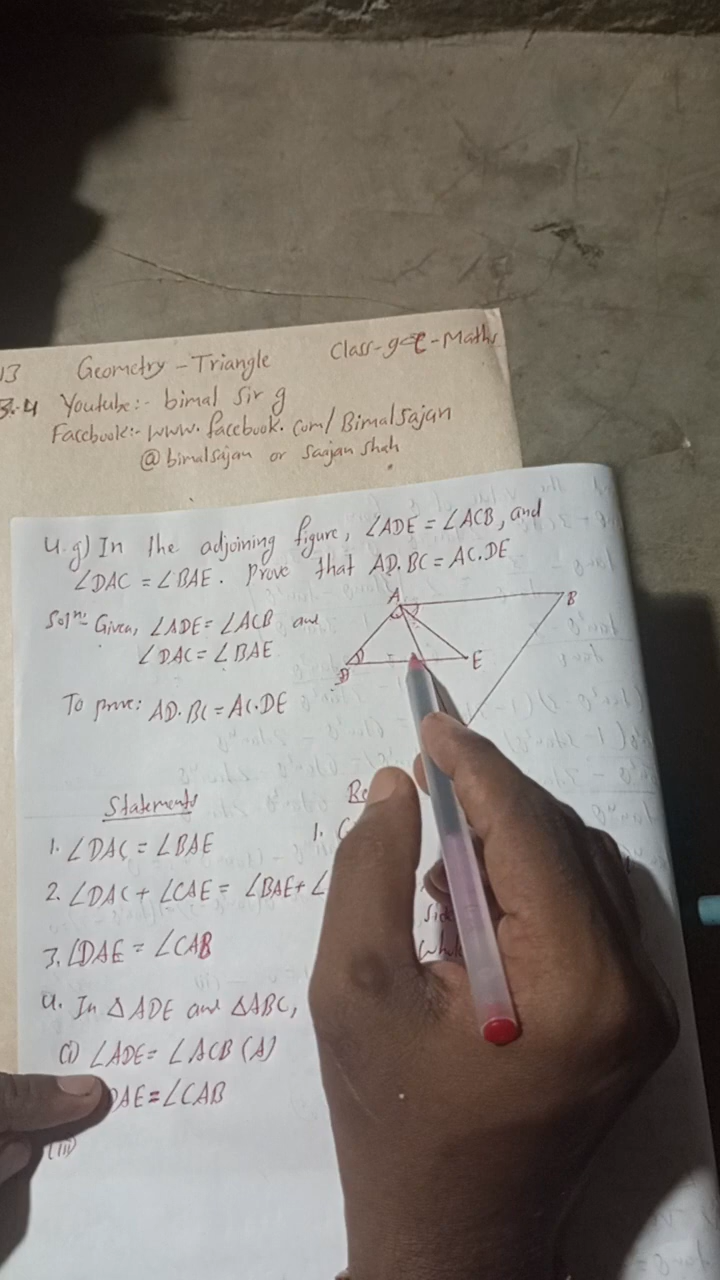 13 Geometry - Triangle Class-9 - Maths
3.4 Youtube:- bimal sir g
Facebook:- www.facebook.com/Bimalsajan
@bimalsajan or saajan shah
4.g) In the adjoining figure, ∠ADE = ∠ACB, and
∠DAC = ∠BAE. Prove that AD.BC = AC.DE
Solⁿ:- Given, ∠ADE = ∠ACB and
∠DAC = ∠BAE
To prove: AD.BC = AC.DE
A B
D E
Statements
1. ∠DAC = ∠BAE 1.
2. ∠DAC + ∠CAE = ∠BAE + ∠
3. ∠DAE = ∠CAB
4. In △ADE and △ABC,
(i) ∠ADE = ∠ACB (A)
DAE = ∠CAB
(iii)